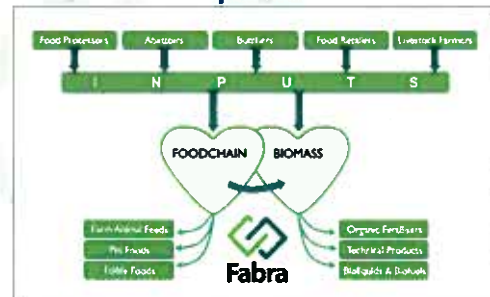 Food Processors Abattoirs Butchers Food Retailers Livestock Farmers
I N P U T S
FOODCHAIN BIOMASS
Farm Animal Feeds
Pet Foods
Edible Foods
Organic Fertilisers
Technical Products
Bioliquids & Biofuels
Fabra